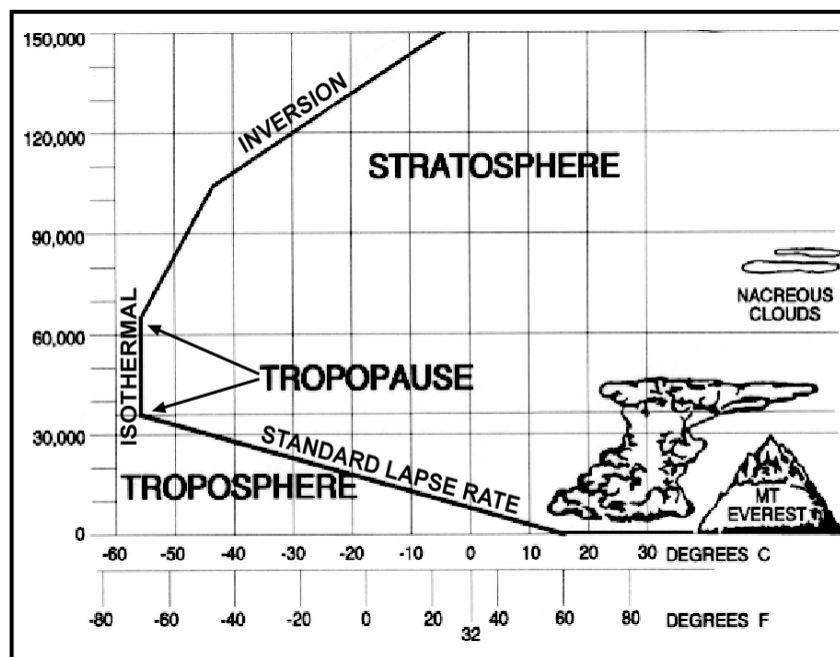 150,000
INVERSION
120,000
STRATOSPHERE
90,000
NACREOUS
CLOUDS
ISOTHERMAL
60,000
TROPOPAUSE
30,000
STANDARD LAPSE RATE
TROPOSPHERE
MT
EVEREST
0
-60 -50 -40 -30 -20 -10 0 10 20 30 DEGREES C
-80 -60 -40 -20 0 20 40 60 80 DEGREES F
32